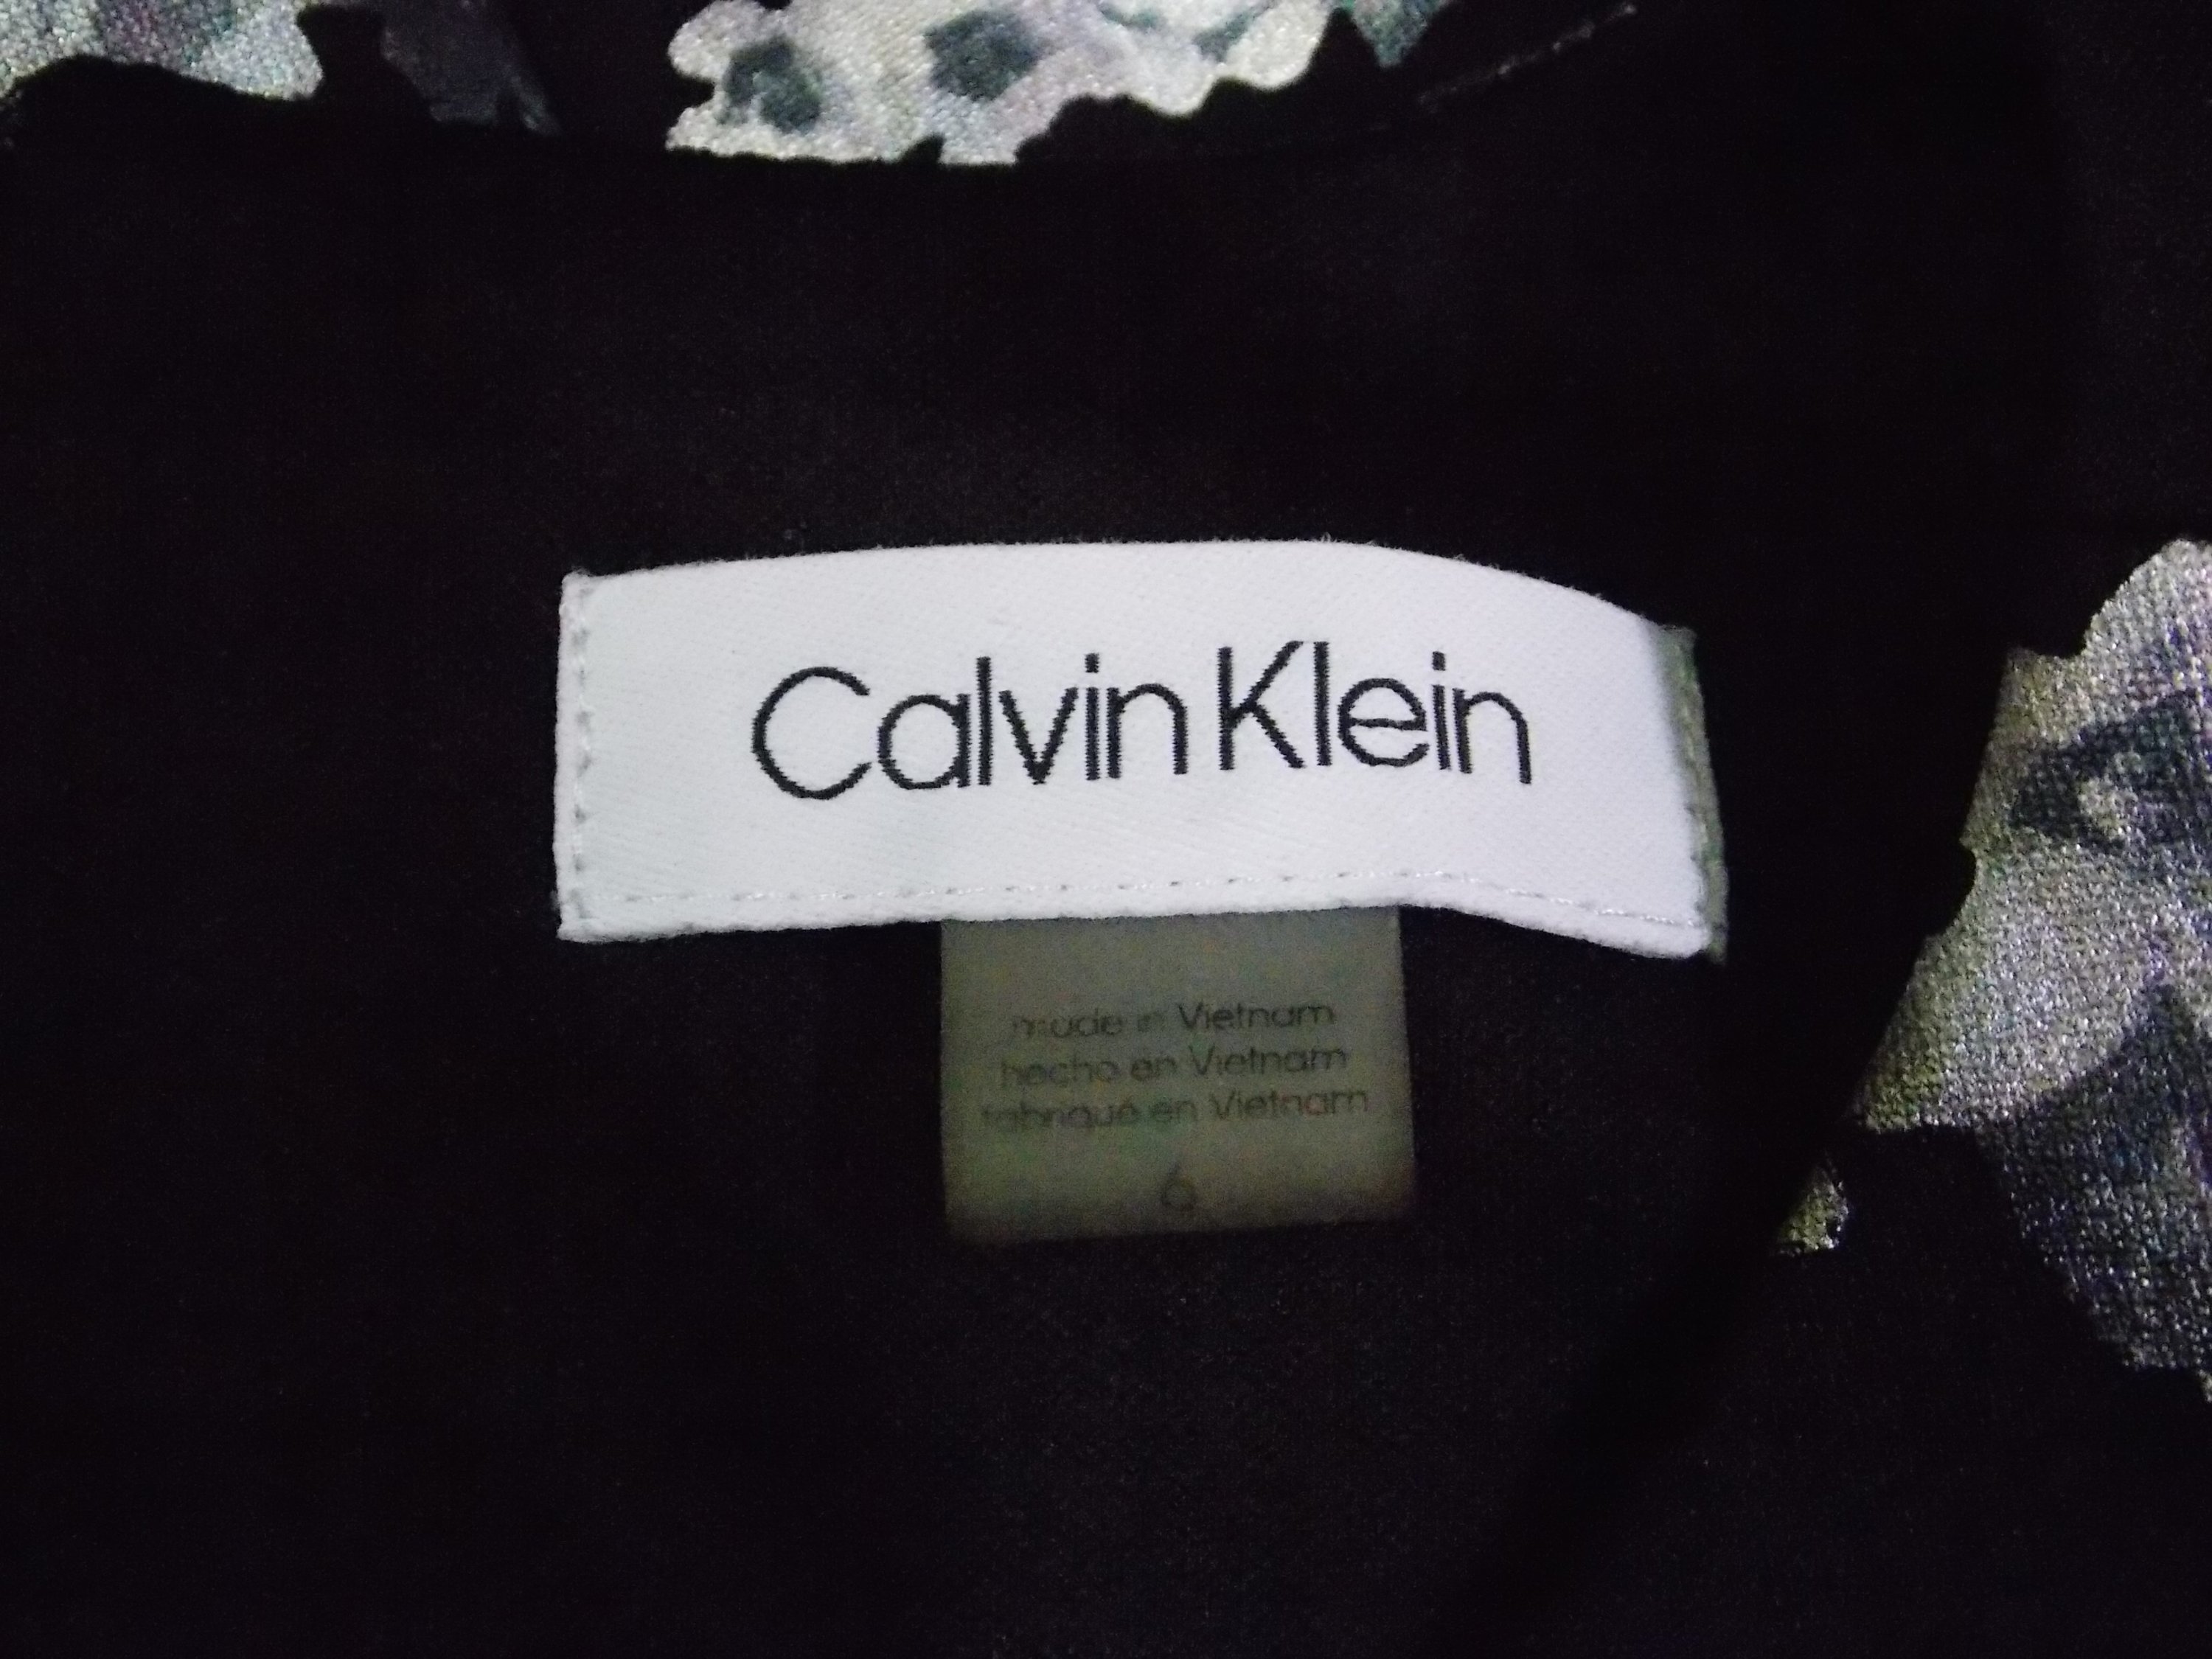 Calvin Klein
made in Vietnam
hecho en Vietnam
fabriqué en Vietnam
6